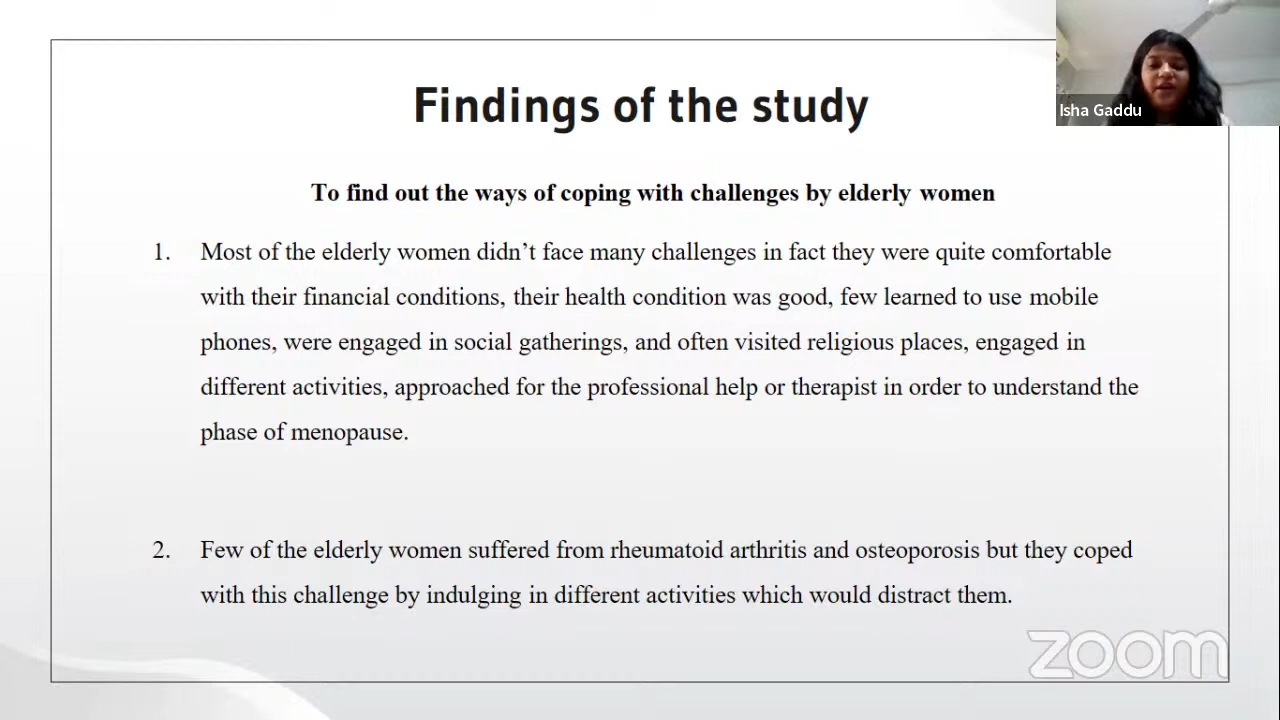 Findings of the study
Isha Gaddu
To find out the ways of coping with challenges by elderly women
1. Most of the elderly women didn’t face many challenges in fact they were quite comfortable
with their financial conditions, their health condition was good, few learned to use mobile
phones, were engaged in social gatherings, and often visited religious places, engaged in
different activities, approached for the professional help or therapist in order to understand the
phase of menopause.
2. Few of the elderly women suffered from rheumatoid arthritis and osteoporosis but they coped
with this challenge by indulging in different activities which would distract them.
zoom